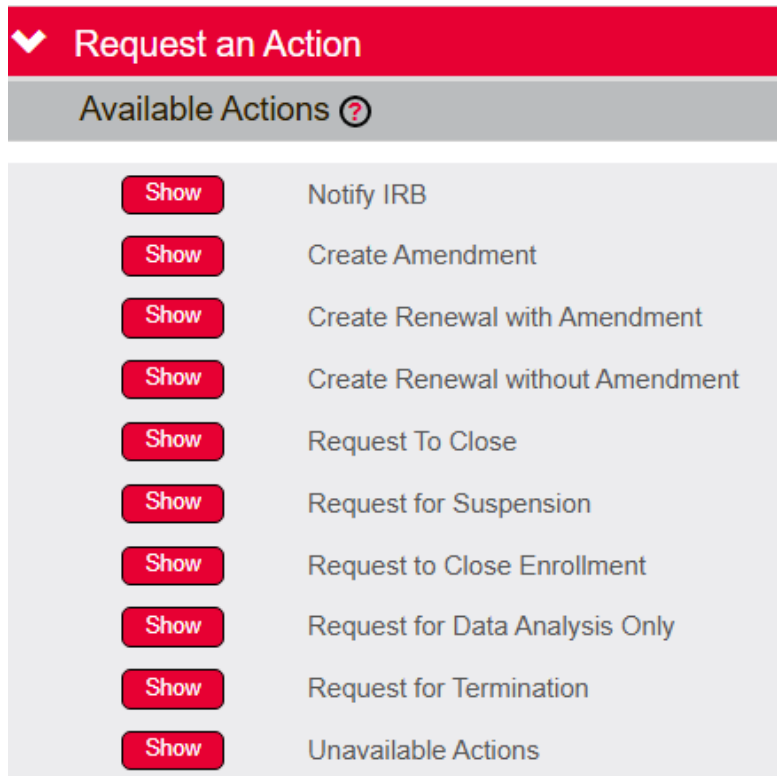 Request an Action
Available Actions ?
Show Notify IRB
Show Create Amendment
Show Create Renewal with Amendment
Show Create Renewal without Amendment
Show Request To Close
Show Request for Suspension
Show Request to Close Enrollment
Show Request for Data Analysis Only
Show Request for Termination
Show Unavailable Actions